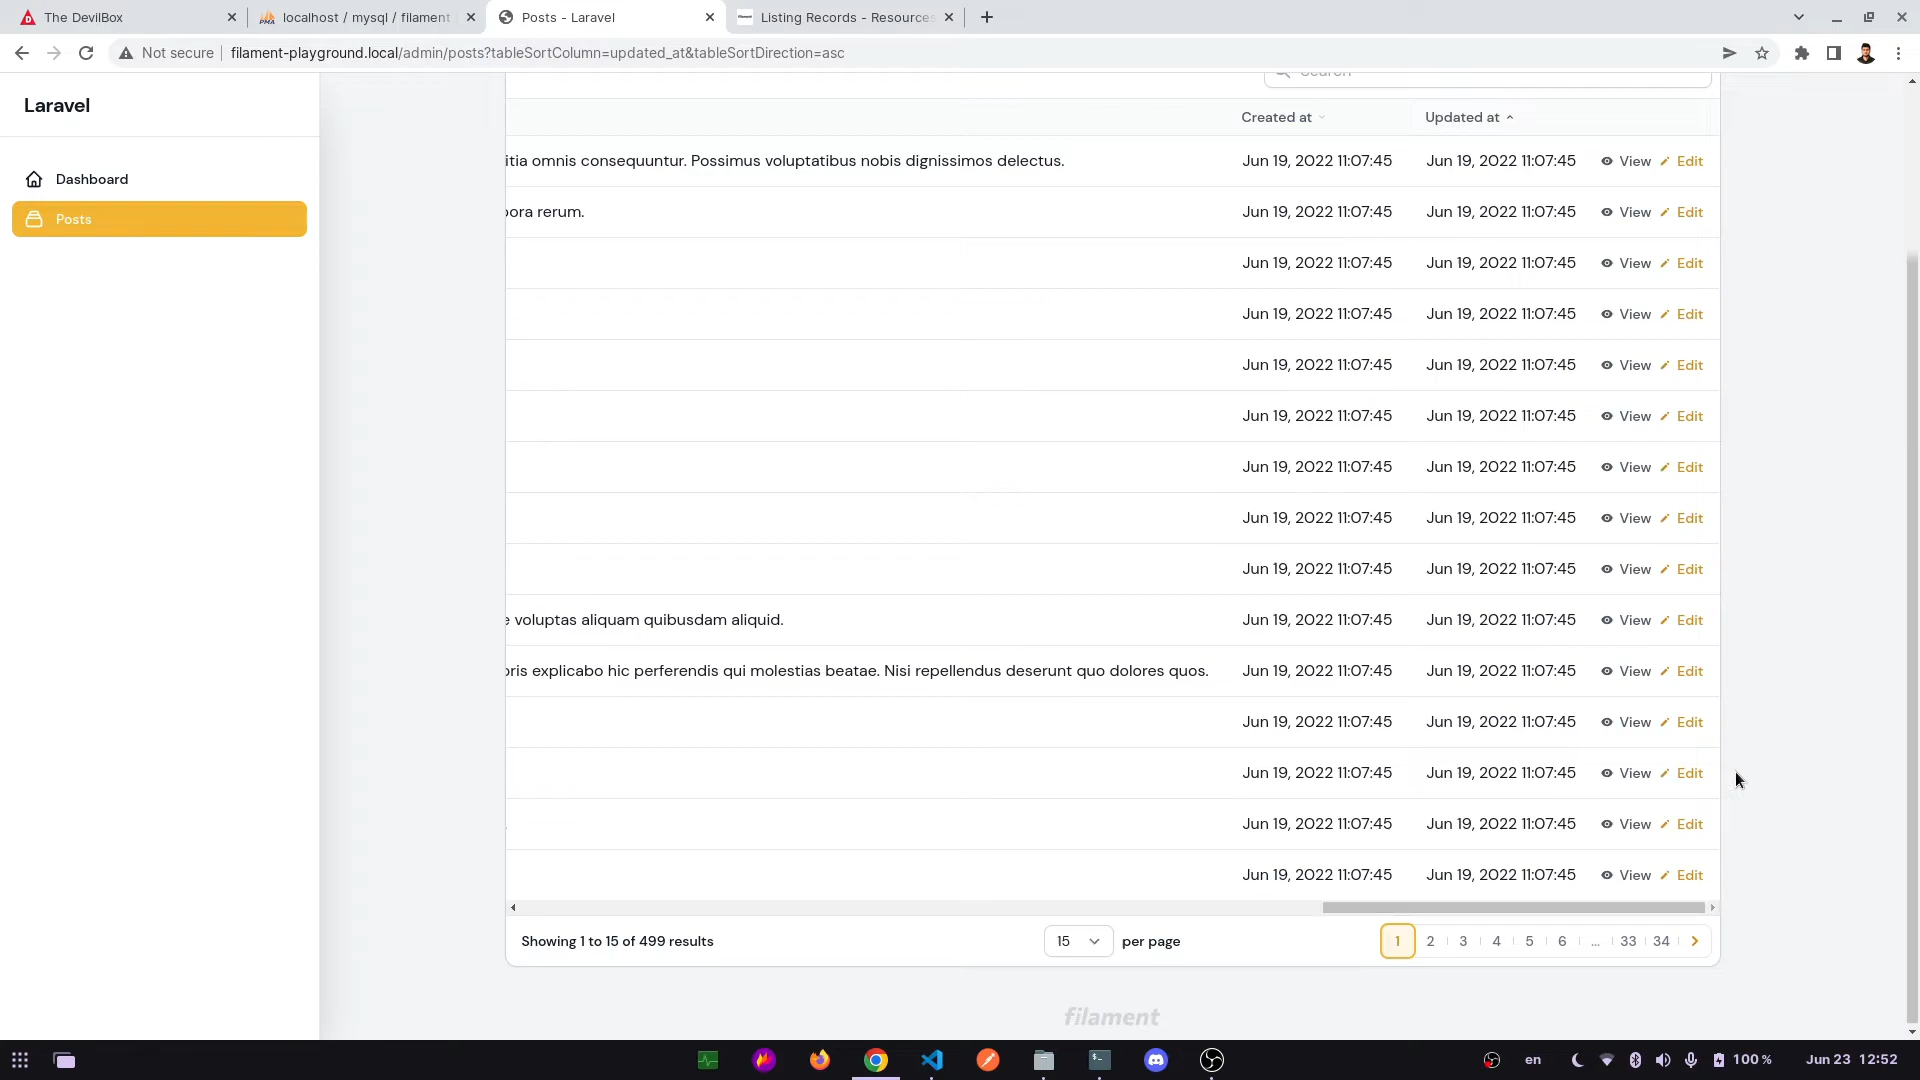 The DevilBox
localhost / mysql / filament
Posts - Laravel
Listing Records - Resources
Not secure
filament-playground.local/admin/posts?tableSortColumn=updated_at&tableSortDirection=asc
Laravel
Dashboard
Posts
Search
Created at
Updated at
itia omnis consequuntur. Possimus voluptatibus nobis dignissimos delectus.
Jun 19, 2022 11:07:45
Jun 19, 2022 11:07:45
View
Edit
ora rerum.
Jun 19, 2022 11:07:45
Jun 19, 2022 11:07:45
View
Edit
Jun 19, 2022 11:07:45
Jun 19, 2022 11:07:45
View
Edit
Jun 19, 2022 11:07:45
Jun 19, 2022 11:07:45
View
Edit
Jun 19, 2022 11:07:45
Jun 19, 2022 11:07:45
View
Edit
Jun 19, 2022 11:07:45
Jun 19, 2022 11:07:45
View
Edit
Jun 19, 2022 11:07:45
Jun 19, 2022 11:07:45
View
Edit
Jun 19, 2022 11:07:45
Jun 19, 2022 11:07:45
View
Edit
Jun 19, 2022 11:07:45
Jun 19, 2022 11:07:45
View
Edit
e voluptas aliquam quibusdam aliquid.
Jun 19, 2022 11:07:45
Jun 19, 2022 11:07:45
View
Edit
oris explicabo hic perferendis qui molestias beatae. Nisi repellendus deserunt quo dolores quos.
Jun 19, 2022 11:07:45
Jun 19, 2022 11:07:45
View
Edit
Jun 19, 2022 11:07:45
Jun 19, 2022 11:07:45
View
Edit
Jun 19, 2022 11:07:45
Jun 19, 2022 11:07:45
View
Edit
Jun 19, 2022 11:07:45
Jun 19, 2022 11:07:45
View
Edit
Jun 19, 2022 11:07:45
Jun 19, 2022 11:07:45
View
Edit
Showing 1 to 15 of 499 results
15
per page
1 2 3 4 5 6 ... 33 34
filament
en
100 %
Jun 23 12:52